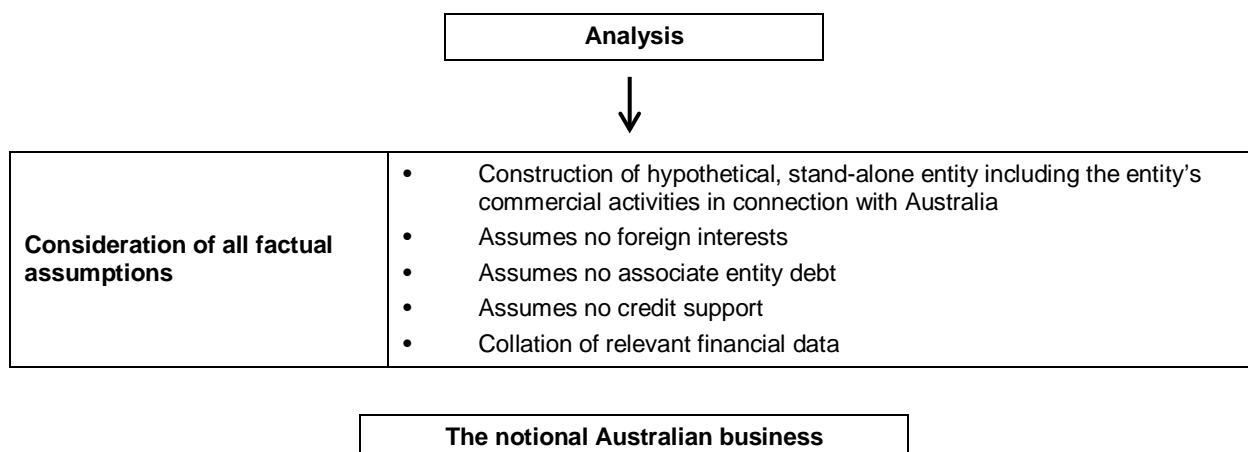 Analysis
Consideration of all factual
assumptions
• Construction of hypothetical, stand-alone entity including the entity's
commercial activities in connection with Australia
• Assumes no foreign interests
• Assumes no associate entity debt
• Assumes no credit support
• Collation of relevant financial data
The notional Australian business